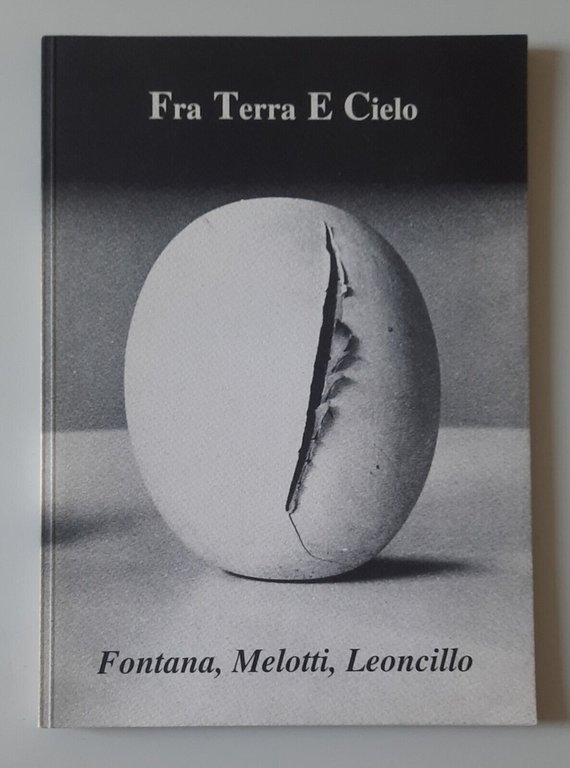 Fra Terra E Cielo
Fontana, Melotti, Leoncillo